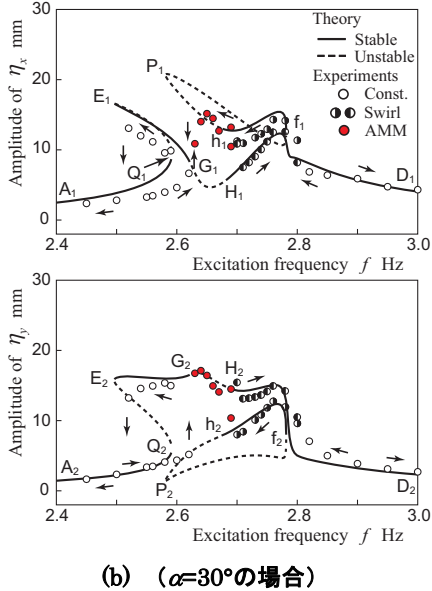 Theory
Stable
Unstable
Experiments
Const.
Swirl
AMM
Amplitude of ηx mm
30
20
10
0
P1
E1
Q1
A1
G1
h1
H1
f1
D1
2.4 2.6 2.8 3.0
Excitation frequency f Hz
Amplitude of ηy mm
30
20
10
0
G2
H2
E2
Q2
A2
P2
h2
f2
D2
2.4 2.6 2.8 3.0
Excitation frequency f Hz
(b) (α=30°の場合)